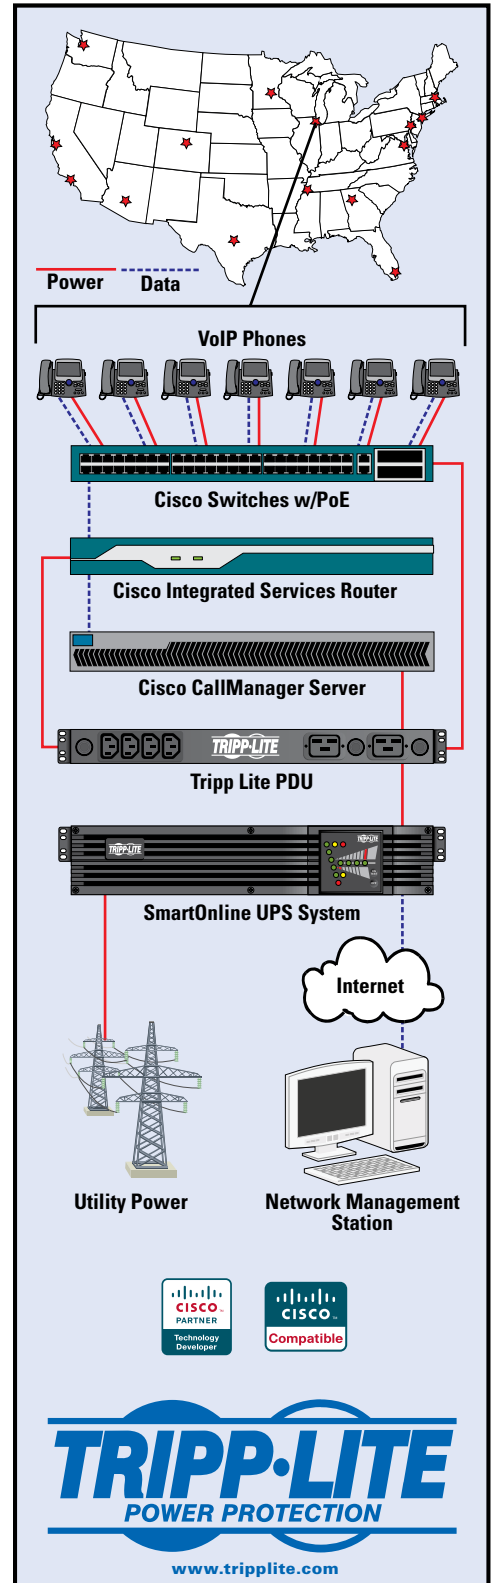 Power
Data
VoIP Phones
Cisco Switches w/PoE
Cisco Integrated Services Router
Cisco CallManager Server
TRIPP·LITE
Tripp Lite PDU
TRIPP·LITE
TRIPP·LITE
SmartOnline UPS System
Internet
Utility Power
Network Management
Station
CISCO
PARTNER
Technology
Developer
CISCO
Compatible
TRIPP·LITE
POWER PROTECTION
www.tripplite.com